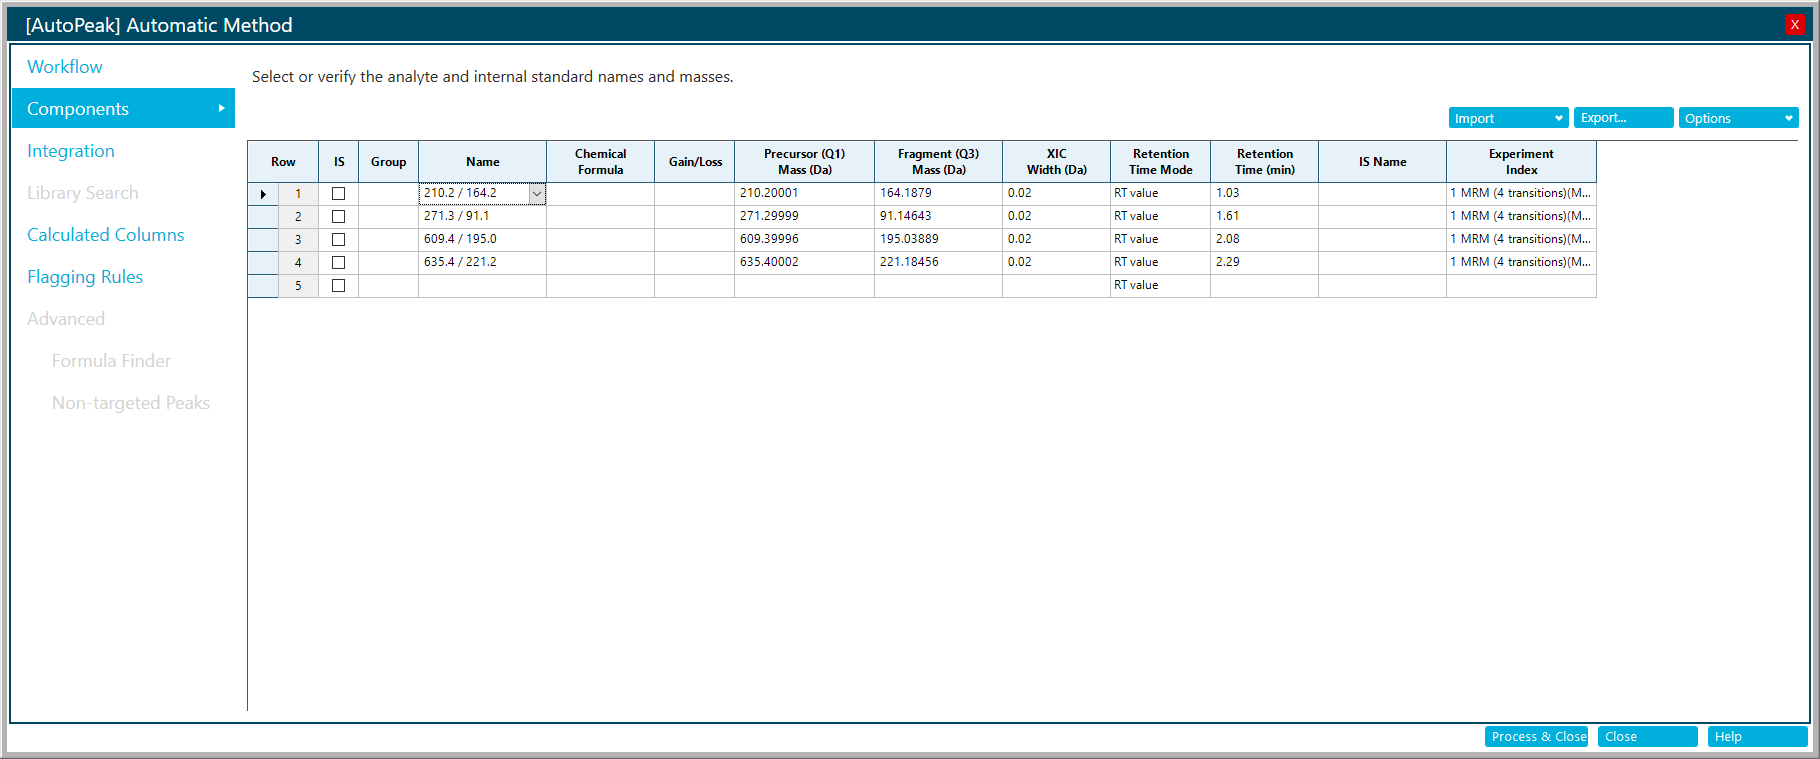 [AutoPeak] Automatic Method
X
Workflow
Components
Integration
Library Search
Calculated Columns
Flagging Rules
Advanced
Formula Finder
Non-targeted Peaks
Select or verify the analyte and internal standard names and masses.
Import
Export...
Options
Row IS Group Name Chemical Formula Gain/Loss Precursor (Q1) Mass (Da) Fragment (Q3) Mass (Da) XIC Width (Da) Retention Time Mode Retention Time (min) IS Name Experiment Index
1 210.2 / 164.2 210.20001 164.1879 0.02 RT value 1.03 1 MRM (4 transitions)(M...
2 271.3 / 91.1 271.29999 91.14643 0.02 RT value 1.61 1 MRM (4 transitions)(M...
3 609.4 / 195.0 609.39996 195.03889 0.02 RT value 2.08 1 MRM (4 transitions)(M...
4 635.4 / 221.2 635.40002 221.18456 0.02 RT value 2.29 1 MRM (4 transitions)(M...
5 RT value
Process & Close
Close
Help